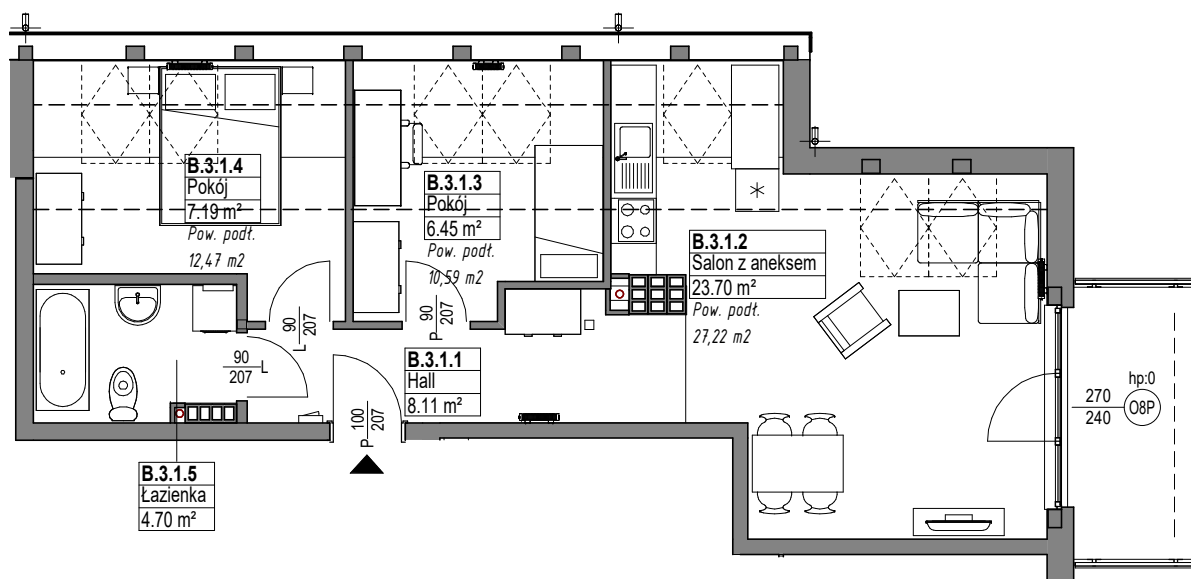 B.3.1.4
Pokój
7.19 m²
Pow. podł.
12,47 m2
B.3.1.3
Pokój
6.45 m²
Pow. podł.
10,59 m2
B.3.1.2
Salon z aneksem
23.70 m²
Pow. podł.
27,22 m2
90
207
L
90
207
P
90
207
L
B.3.1.1
Hall
8.11 m²
100
207
P
hp:0
270
240
O8P
B.3.1.5
Łazienka
4.70 m²